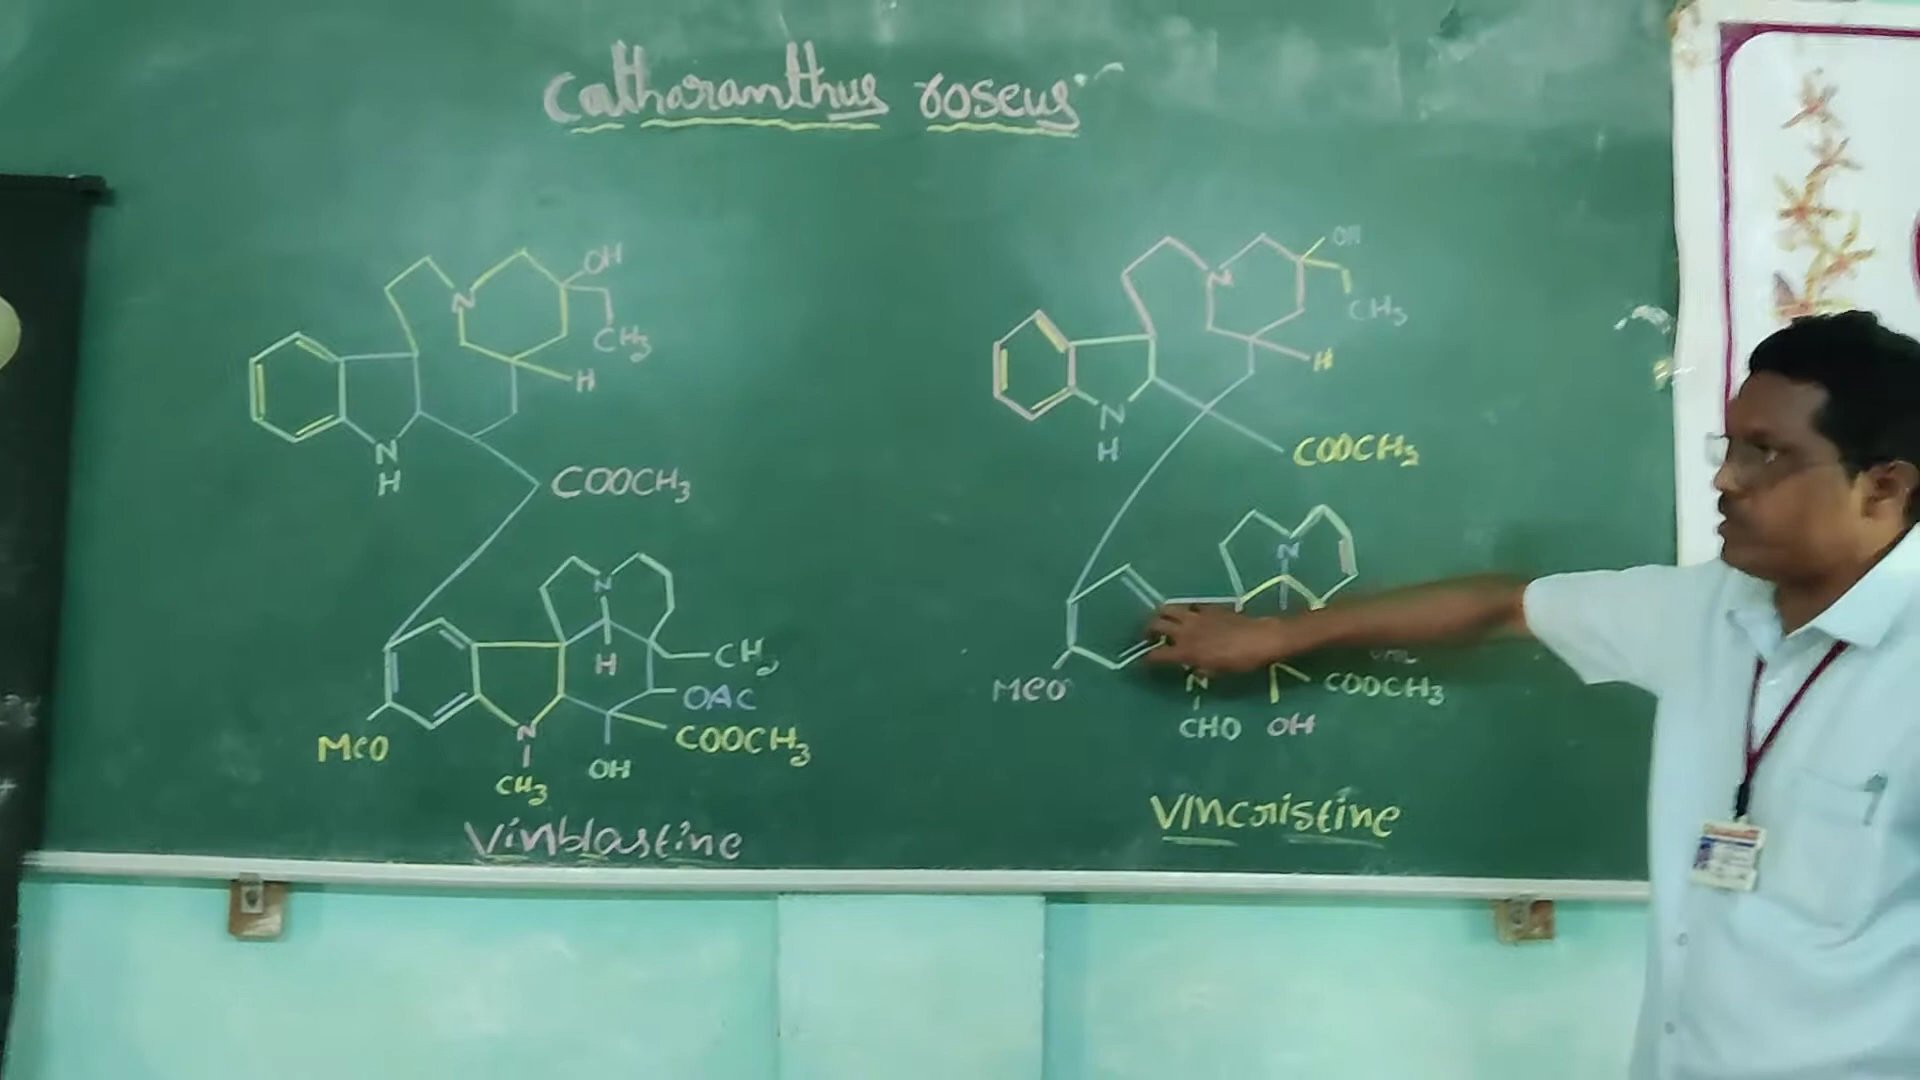 Catharanthus roseus
OH
CH3
N
H
N
H
COOCH3
N
H
CH3
OAC
COOCH3
MeO
N
CH3
OH
Vinblastine
OH
CH3
N
H
N
H
COOCH3
N
MeO
COOCH3
N
CHO
OH
Vincristine